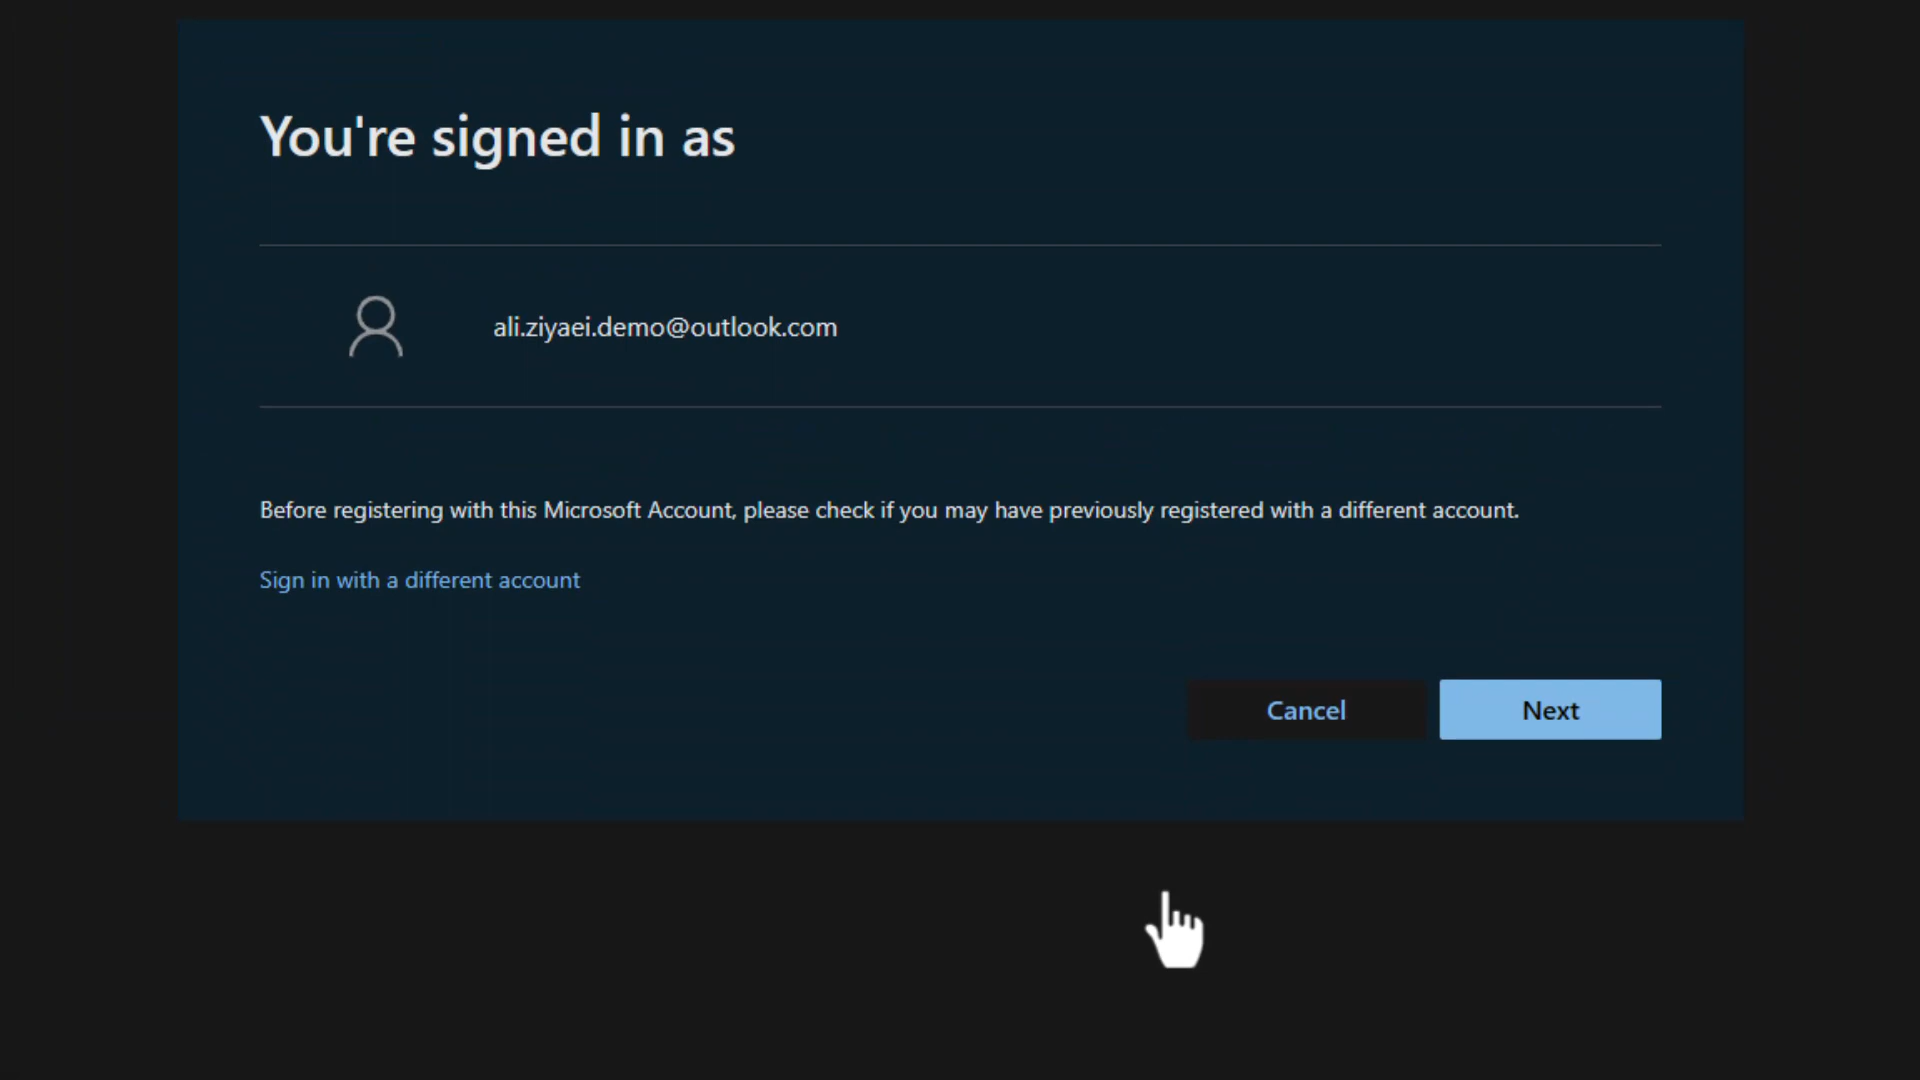 You're signed in as
ali.ziyaei.demo@outlook.com
Before registering with this Microsoft Account, please check if you may have previously registered with a different account.
Sign in with a different account
Cancel
Next